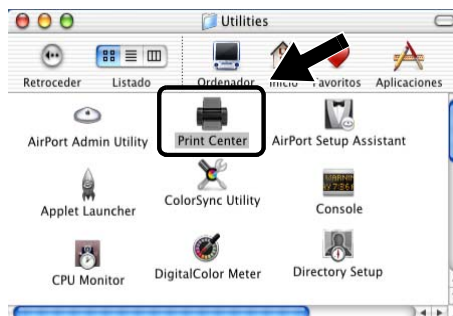 Utilities
Retroceder Listado Ordenador Inicio Favoritos Aplicaciones
AirPort Admin Utility Print Center AirPort Setup Assistant
Applet Launcher ColorSync Utility Console
CPU Monitor DigitalColor Meter Directory Setup